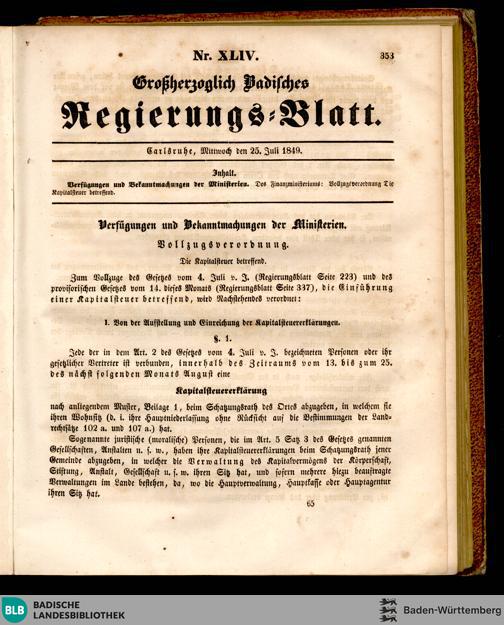 Nr. XLIV. 353
Großherzoglich Badisches
Regierungs-Blatt.
Carlsruhe, Mittwoch den 25. Juli 1849.
Inhalt.
Verfügungen und Bekanntmachungen der Ministerien. Des Finanzministeriums: Vollzugsverordnung Die
Kapitalsteuer betreffend.
Verfügungen und Bekanntmachungen der Ministerien.
Vollzugsverordnung.
Die Kapitalsteuer betreffend.
Zum Vollzuge des Gesetzes vom 4. Juli v. J. (Regierungsblatt Seite 223) und des
provisorischen Gesetzes vom 14. dieses Monats (Regierungsblatt Seite 337), die Einführung
einer Kapitalsteuer betreffend, wird Nachstehendes verordnet:
I. Von der Aufstellung und Einreichung der Kapitalsteuererklärungen.
§. 1.
Jede der in dem Art. 2 des Gesetzes vom 4. Juli v. J. bezeichneten Personen oder ihr
gesetzlicher Vertreter ist verbunden, innerhalb des Zeitraums vom 13. bis zum 25.
des nächst folgenden Monats August eine
Kapitalsteuererklärung
nach anliegendem Muster, Beilage 1, beim Schatzungsrath des Ortes abzugeben, in welchem sie
ihren Wohnsitz (d. i. ihre Hauptniederlassung ohne Rücksicht auf die Bestimmungen der Land-
rechtsätze 102 a. und 107 a.) hat.
Sogenannte juristische (moralische) Personen, die im Art. 5 Satz 3 des Gesetzes genannten
Gesellschaften, Anstalten u. s. w., haben ihre Kapitalsteuererklärungen beim Schatzungsrath jener
Gemeinde abzugeben, in welcher die Verwaltung des Kapitalvermögens der Körperschaft,
Stiftung, Anstalt, Gesellschaft u. s. w. ihren Sitz hat, und sofern mehrere hiezu beauftragte
Verwaltungen im Lande bestehen, da, wo die Hauptverwaltung, Hauptkasse oder Hauptagentur
ihren Sitz hat.
65
BLB BADISCHE
LANDESBIBLIOTHEK
Baden-Württemberg